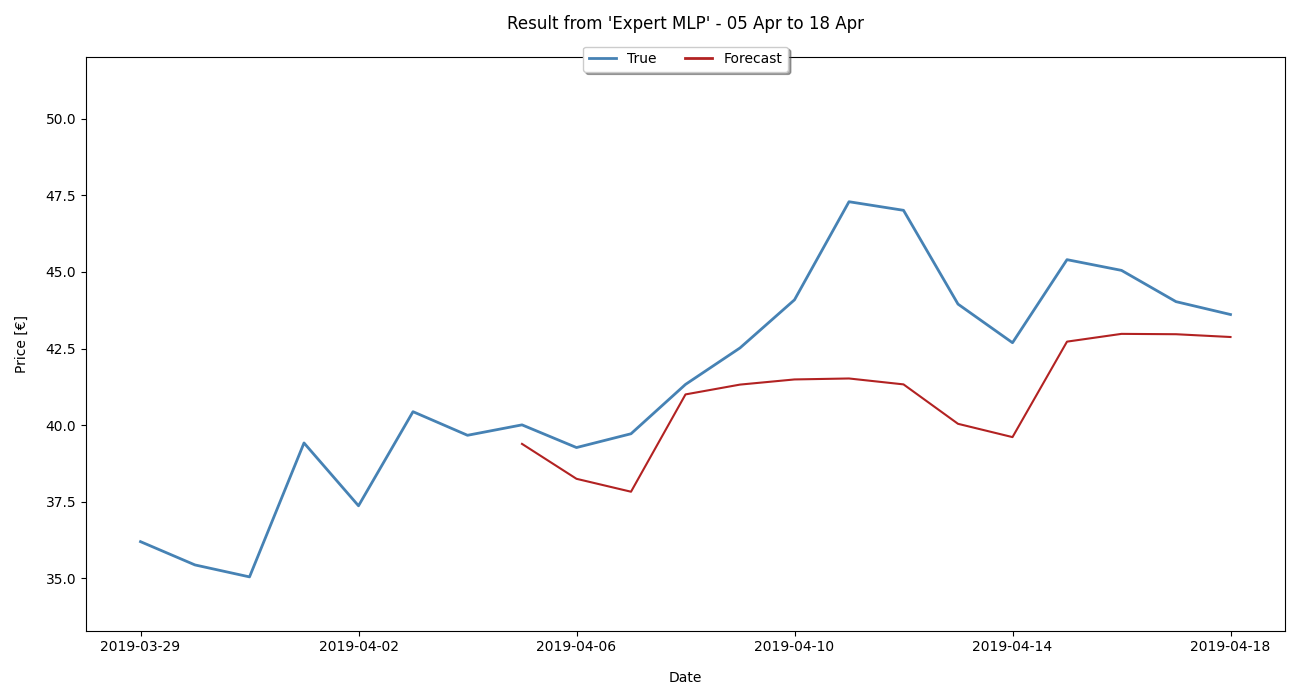 Result from 'Expert MLP' - 05 Apr to 18 Apr
True Forecast
50.0
47.5
45.0
42.5
40.0
37.5
35.0
Price [€]
2019-03-29 2019-04-02 2019-04-06 2019-04-10 2019-04-14 2019-04-18
Date